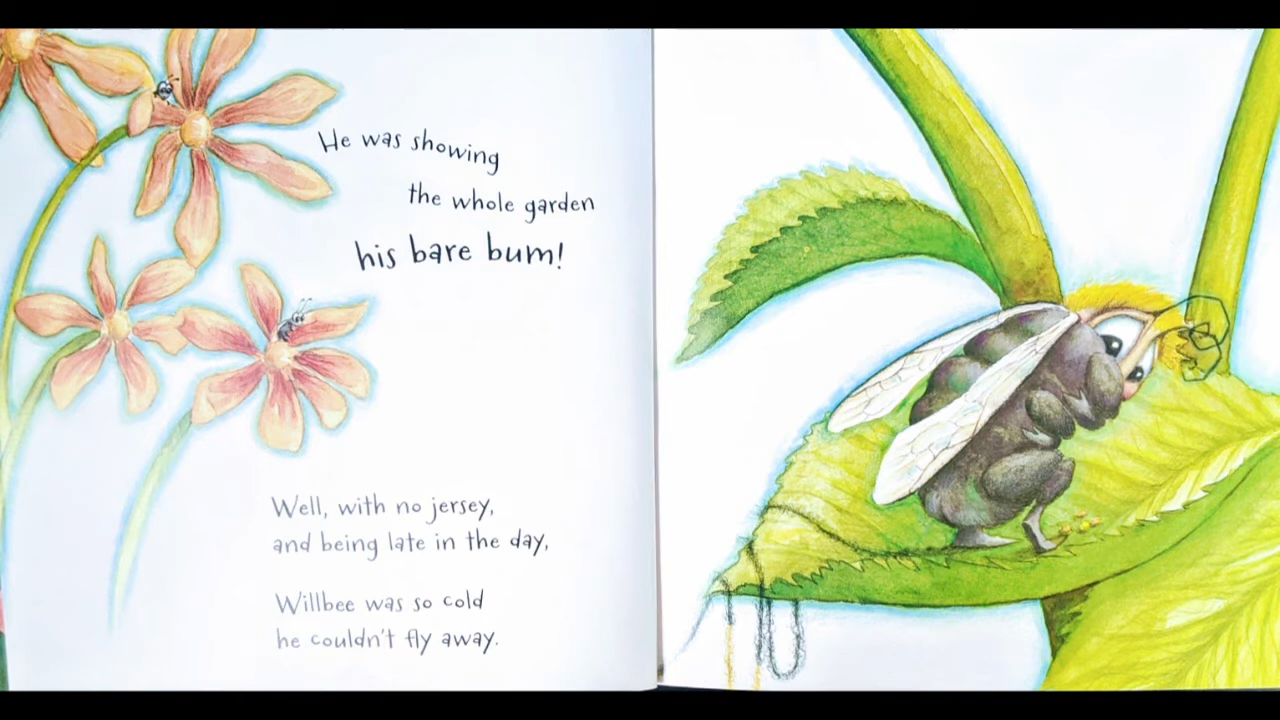 He was showing
the whole garden
his bare bum!
Well, with no jersey,
and being late in the day,
Willbee was so cold
he couldn't fly away.